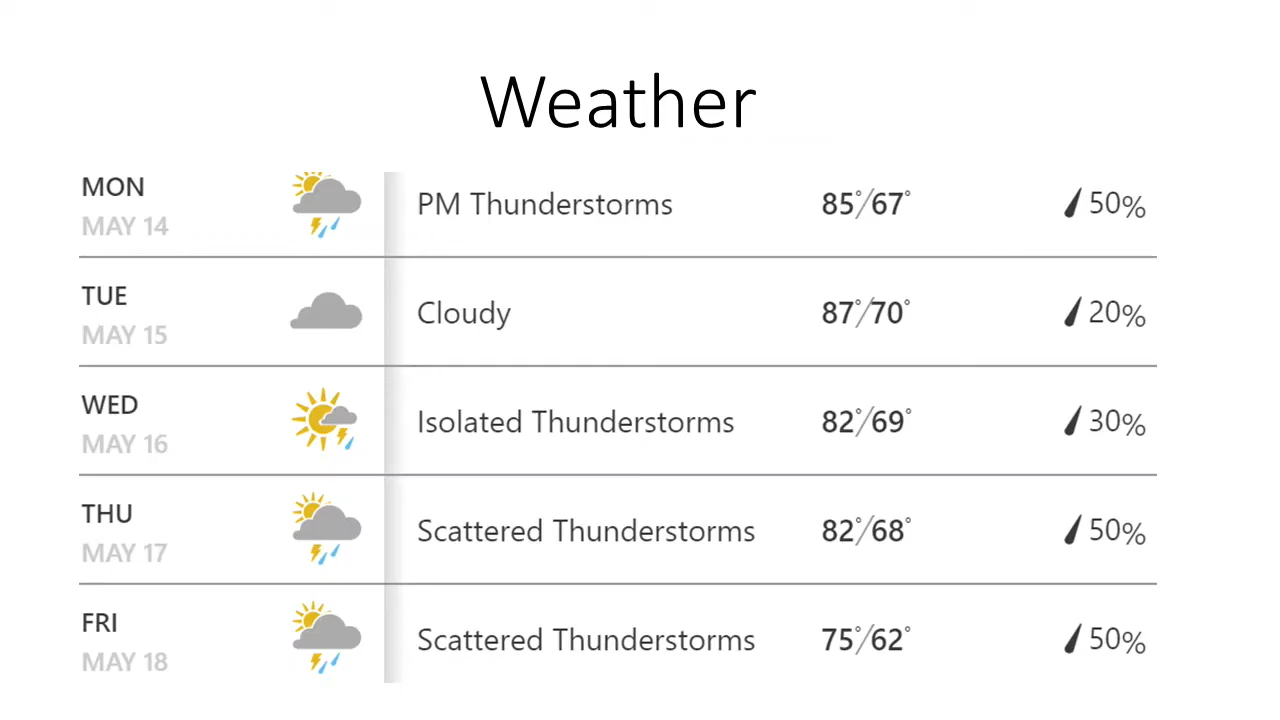 Weather
MON
MAY 14
PM Thunderstorms 85°/67° 50%
TUE
MAY 15
Cloudy 87°/70° 20%
WED
MAY 16
Isolated Thunderstorms 82°/69° 30%
THU
MAY 17
Scattered Thunderstorms 82°/68° 50%
FRI
MAY 18
Scattered Thunderstorms 75°/62° 50%